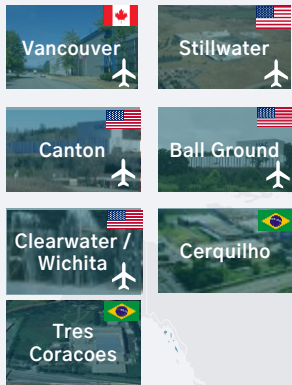 Vancouver
Stillwater
Canton
Ball Ground
Clearwater /
Wichita
Cerquilho
Tres
Coracoes